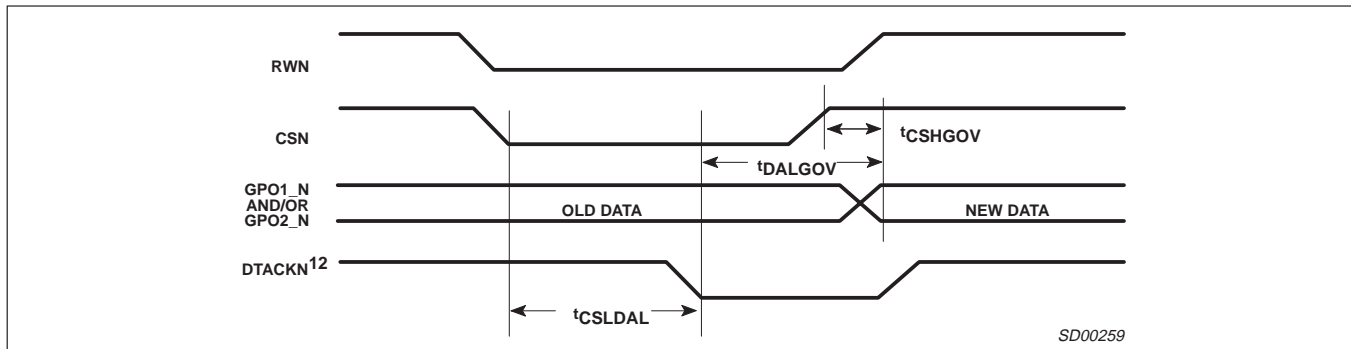 RWN
CSN
tCSHGOV
tDALGOV
GPO1_N
AND/OR
GPO2_N
OLD DATA
NEW DATA
DTACKN12
tCSLDAL
SD00259